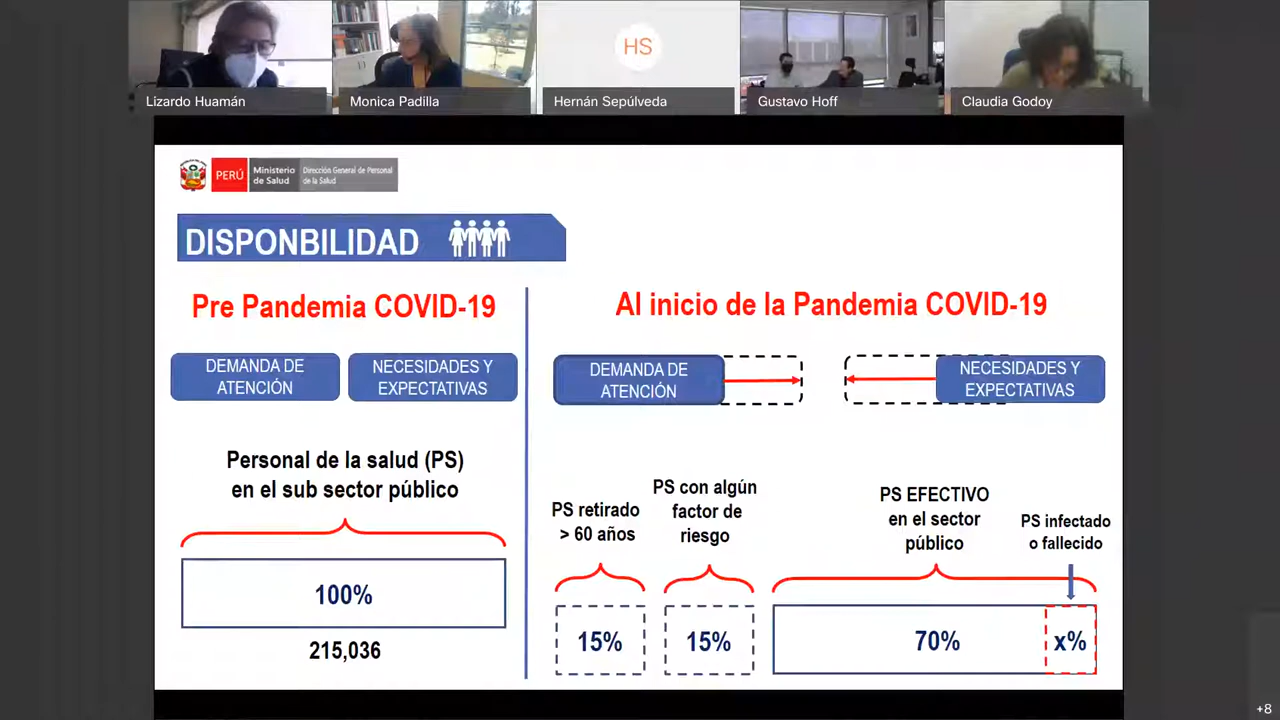 HS
Lizardo Huamán
Monica Padilla
Hernán Sepúlveda
Gustavo Hoff
Claudia Godoy
PERÚ
Ministerio
de Salud
Dirección General de Personal
de la Salud
DISPONBILIDAD
Pre Pandemia COVID-19
DEMANDA DE
ATENCIÓN
NECESIDADES Y
EXPECTATIVAS
Personal de la salud (PS)
en el sub sector público
100%
215,036
Al inicio de la Pandemia COVID-19
DEMANDA DE
ATENCIÓN
NECESIDADES Y
EXPECTATIVAS
PS retirado
> 60 años
PS con algún
factor de
riesgo
PS EFECTIVO
en el sector
público
PS infectado
o fallecido
15%
15%
70%
x%
+8